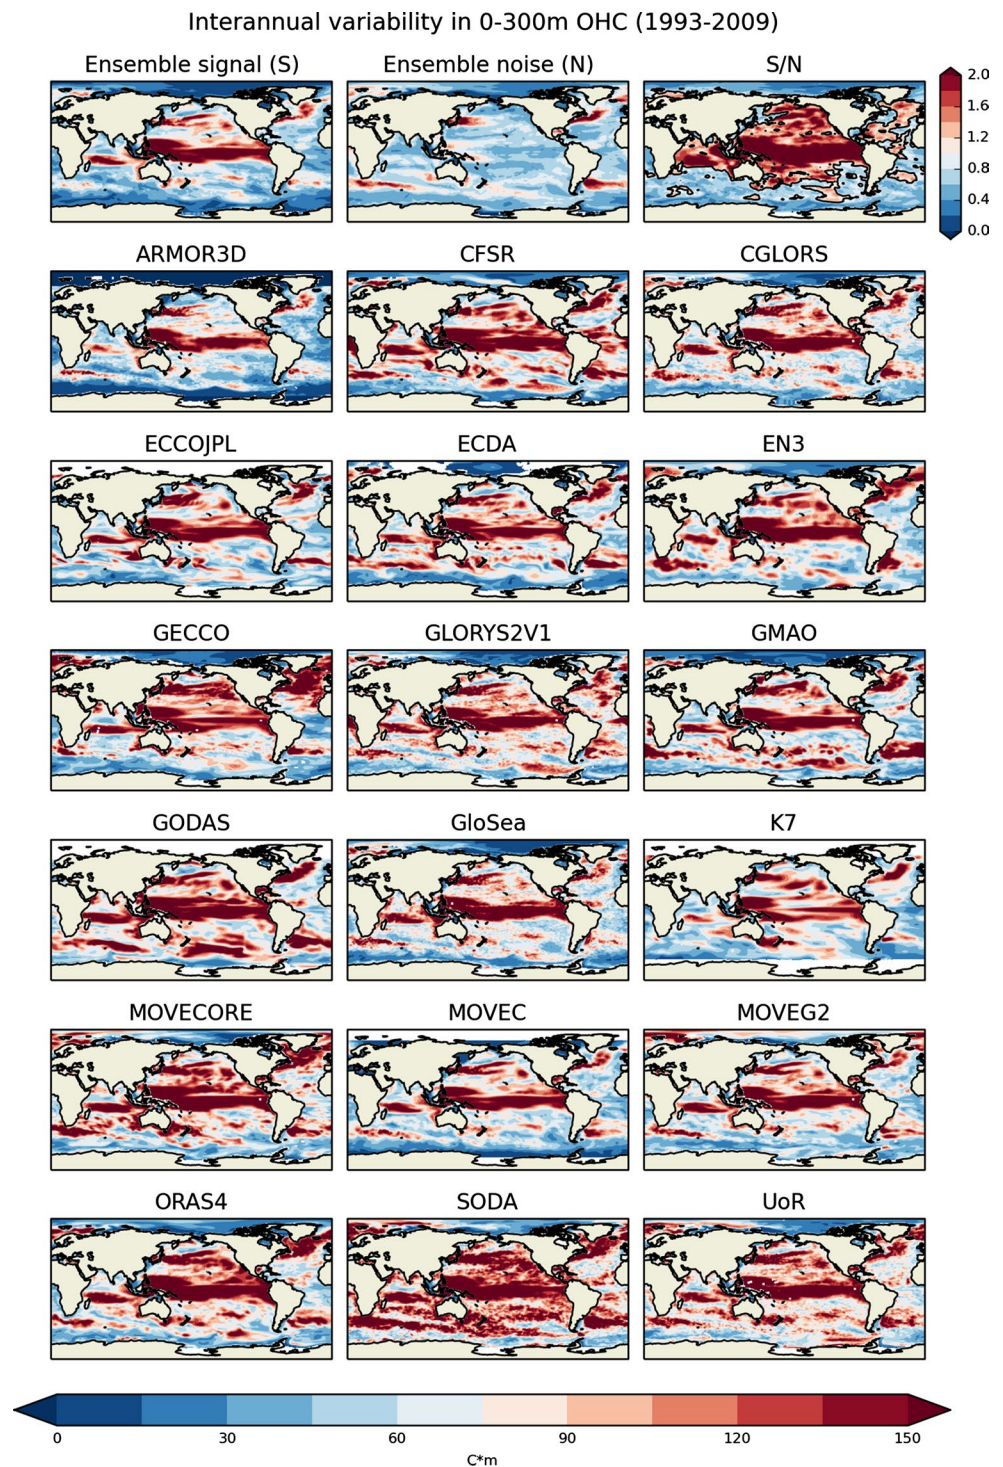 Interannual variability in 0-300m OHC (1993-2009)
Ensemble signal (S) Ensemble noise (N) S/N
2.0
1.6
1.2
0.8
0.4
0.0
ARMOR3D CFSR CGLORS
ECCOJPL ECDA EN3
GECCO GLORYS2V1 GMAO
GODAS GloSea K7
MOVECORE MOVEC MOVEG2
ORAS4 SODA UoR
0 30 60 90 120 150
C*m